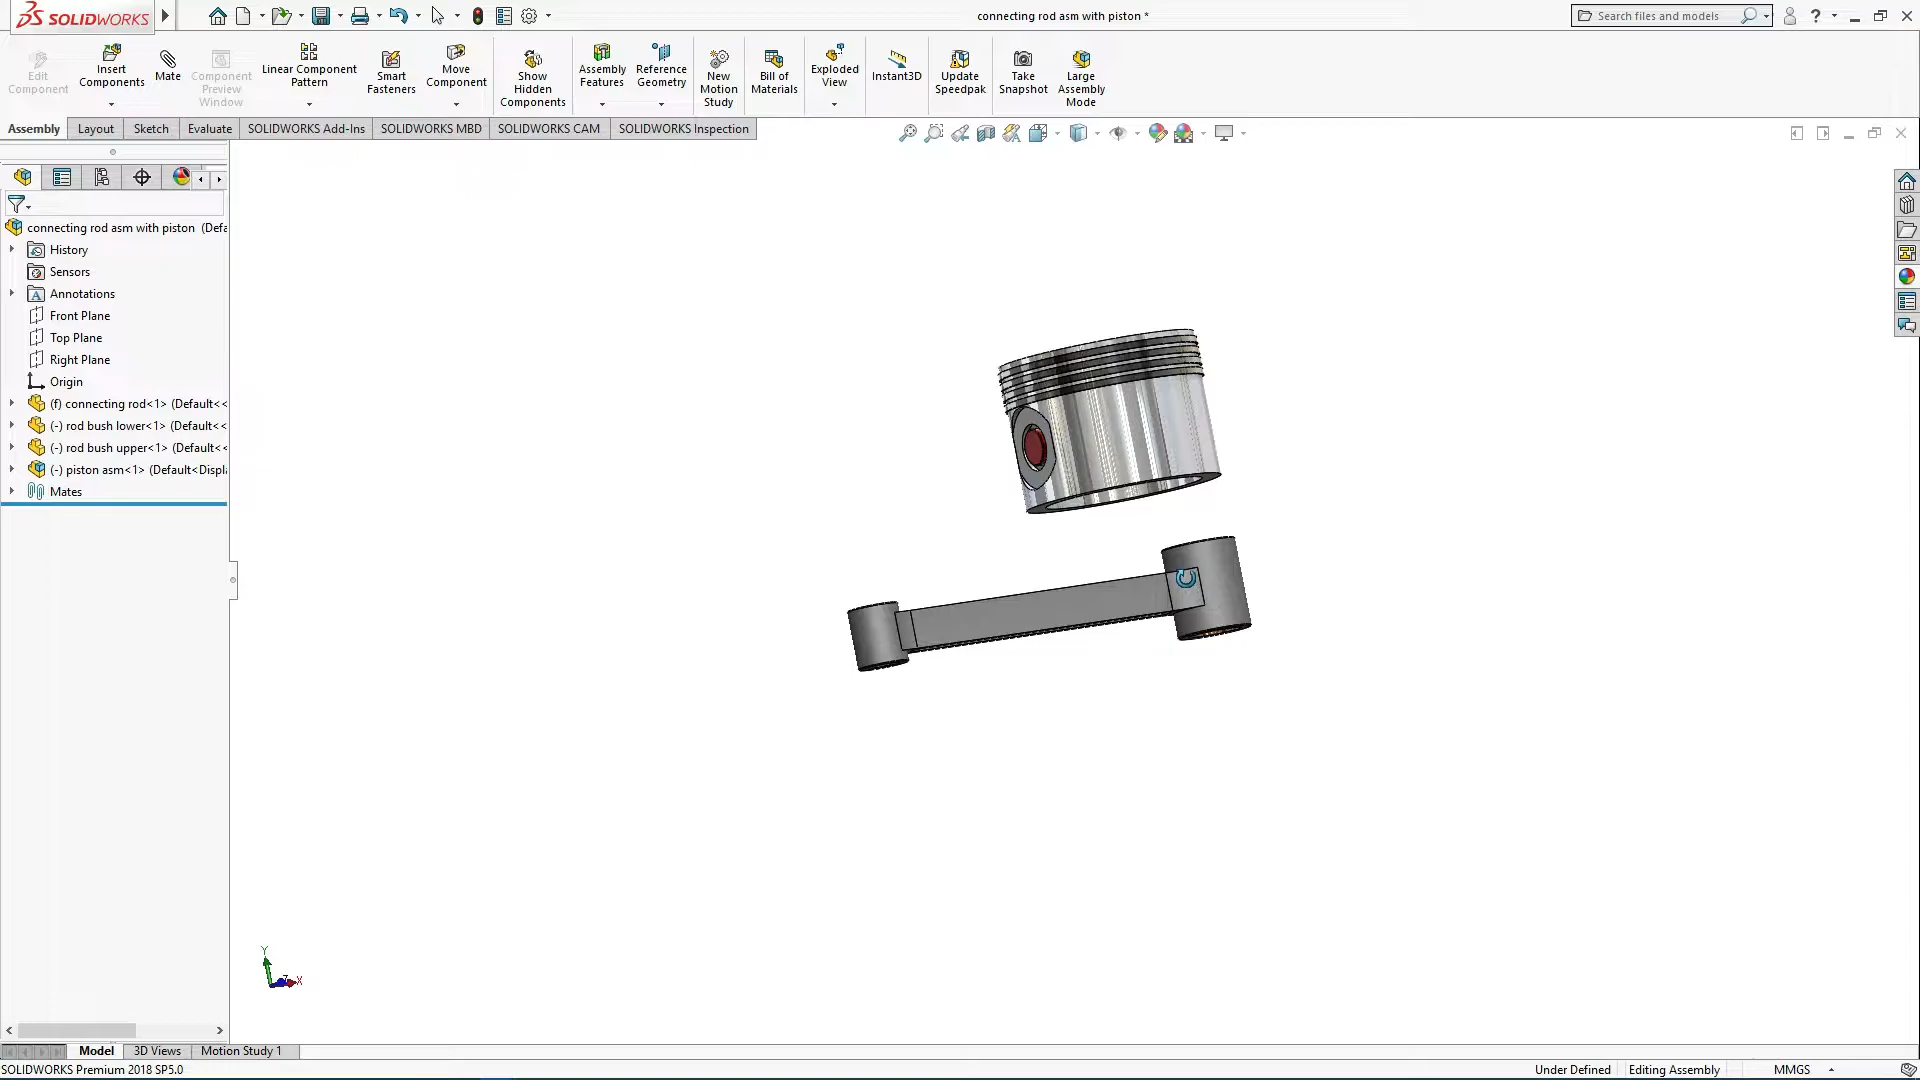 SOLIDWORKS
connecting rod asm with piston *
Search files and models
Edit Component
Insert Components
Mate
Component Preview Window
Linear Component Pattern
Smart Fasteners
Move Component
Show Hidden Components
Assembly Features
Reference Geometry
New Motion Study
Bill of Materials
Exploded View
Instant3D
Update Speedpak
Take Snapshot
Large Assembly Mode
Assembly
Layout
Sketch
Evaluate
SOLIDWORKS Add-Ins
SOLIDWORKS MBD
SOLIDWORKS CAM
SOLIDWORKS Inspection
connecting rod asm with piston (Defa
History
Sensors
Annotations
Front Plane
Top Plane
Right Plane
Origin
(f) connecting rod<1> (Default<<
(-) rod bush lower<1> (Default<<
(-) rod bush upper<1> (Default<<
(-) piston asm<1> (Default<Displ
Mates
Y
Z
X
Model
3D Views
Motion Study 1
SOLIDWORKS Premium 2018 SP5.0
Under Defined
Editing Assembly
MMGS